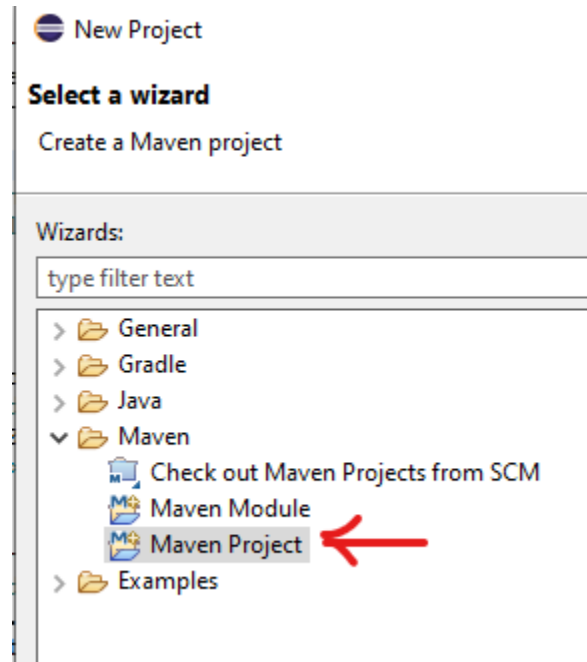 New Project
Select a wizard
Create a Maven project
Wizards:
type filter text
General
Gradle
Java
Maven
Check out Maven Projects from SCM
Maven Module
Maven Project
Examples